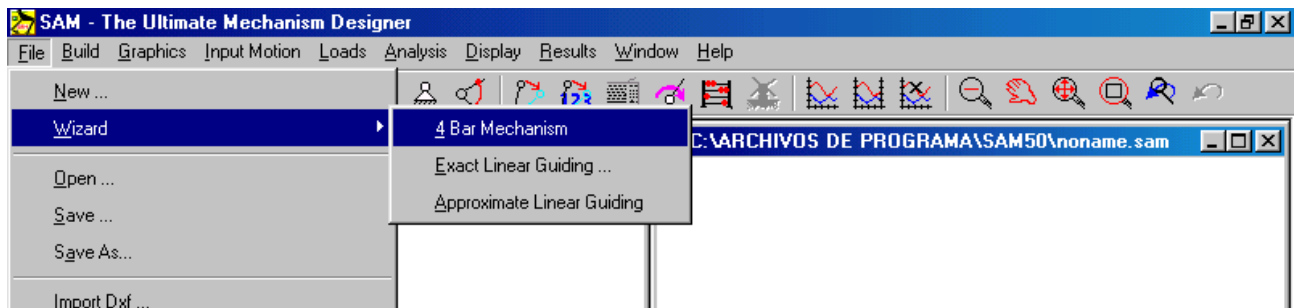 SAM - The Ultimate Mechanism Designer
File Build Graphics Input Motion Loads Analysis Display Results Window Help
New ...
Wizard
4 Bar Mechanism
C:\ARCHIVOS DE PROGRAMA\SAM50\noname.sam
Exact Linear Guiding ...
Open ...
Approximate Linear Guiding
Save ...
Save As...
Import Dxf ...